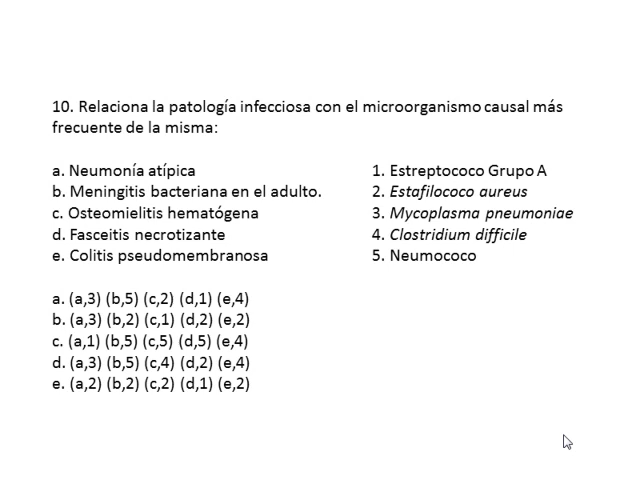 10. Relaciona la patología infecciosa con el microorganismo causal más
frecuente de la misma:
a. Neumonía atípica 1. Estreptococo Grupo A
b. Meningitis bacteriana en el adulto. 2. Estafilococo aureus
c. Osteomielitis hematógena 3. Mycoplasma pneumoniae
d. Fasceitis necrotizante 4. Clostridium difficile
e. Colitis pseudomembranosa 5. Neumococo
a. (a,3) (b,5) (c,2) (d,1) (e,4)
b. (a,3) (b,2) (c,1) (d,2) (e,2)
c. (a,1) (b,5) (c,5) (d,5) (e,4)
d. (a,3) (b,5) (c,4) (d,2) (e,4)
e. (a,2) (b,2) (c,2) (d,1) (e,2)